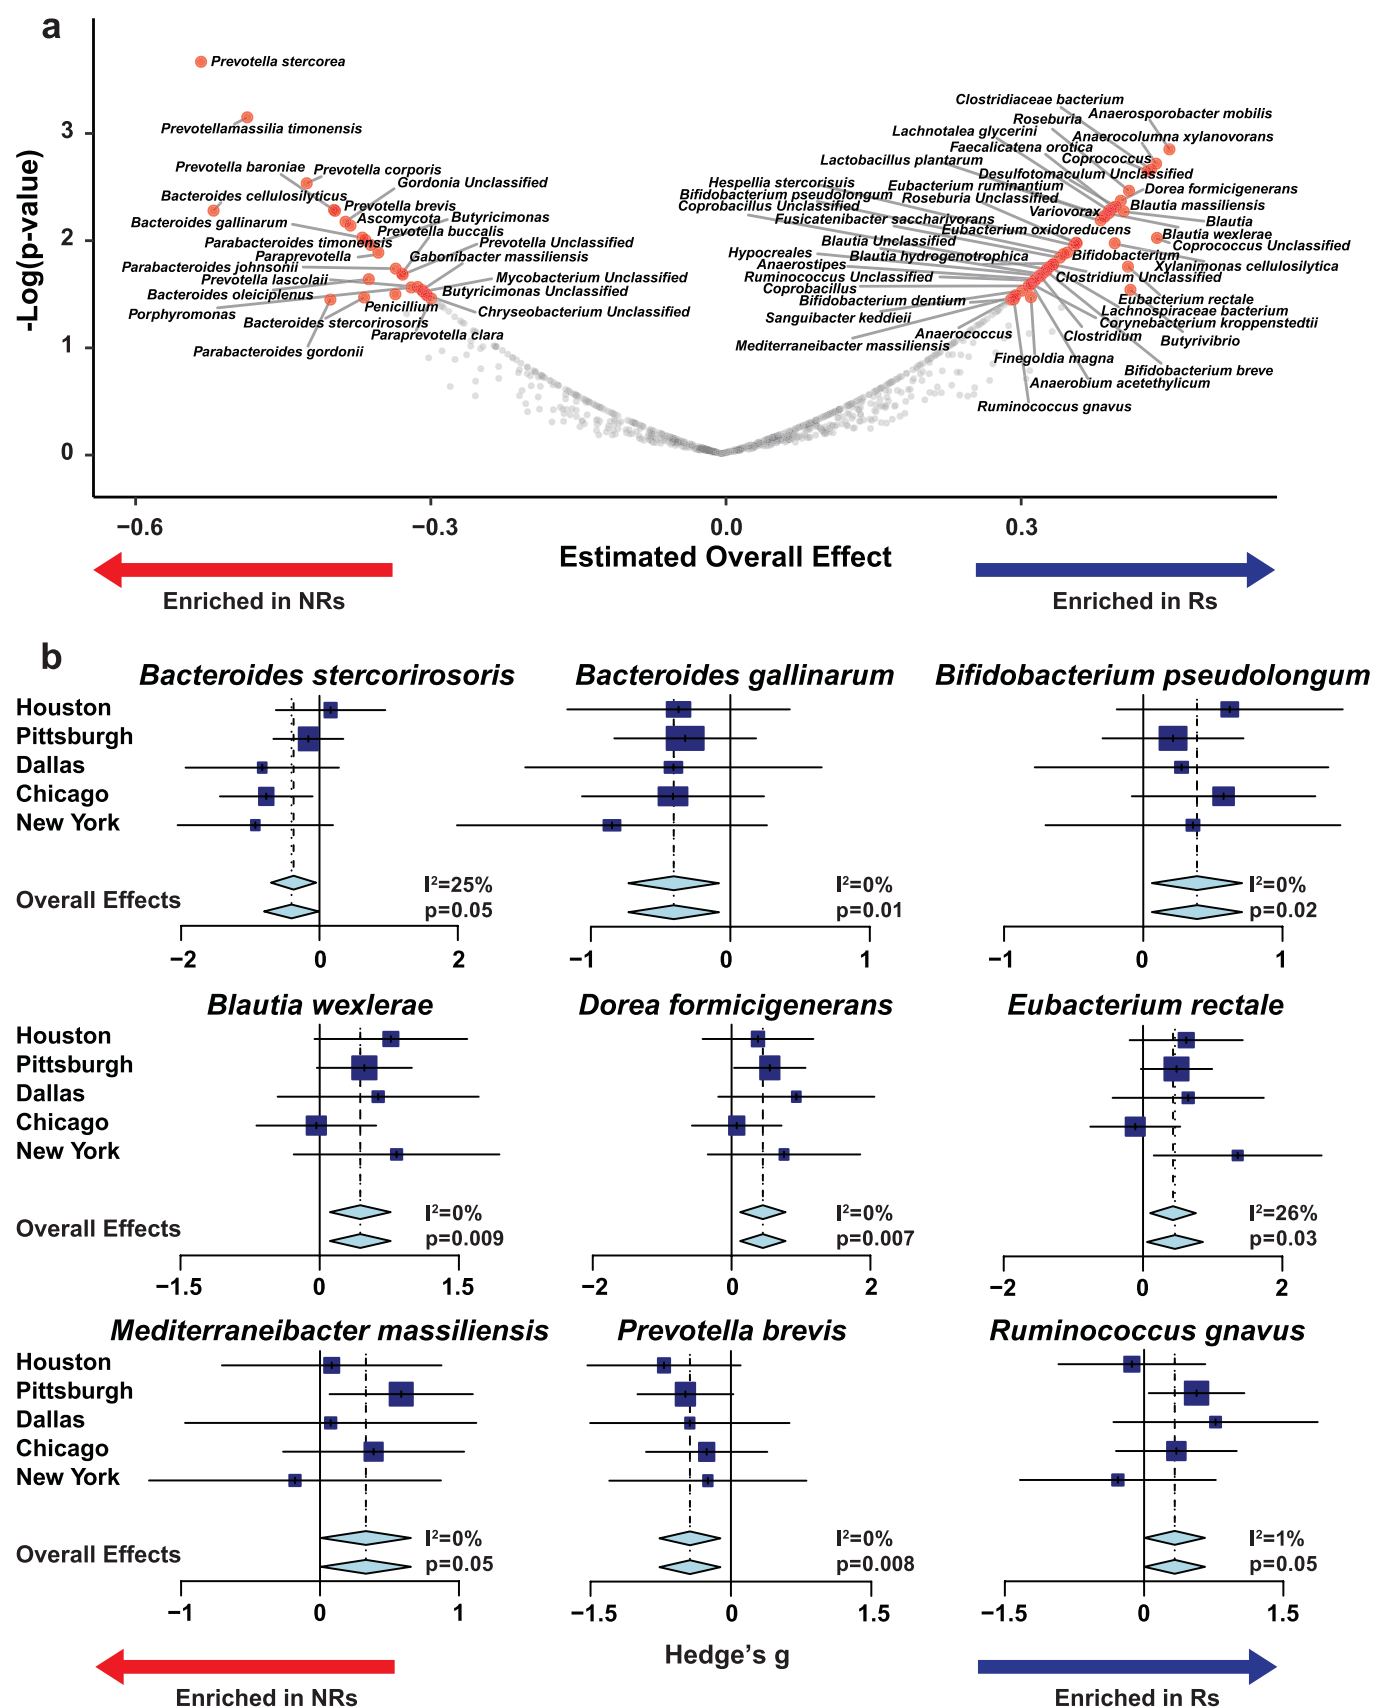 a
-Log(p-value)
3
2
1
0
Prevotella stercorea
Prevotellamassilia timonensis
Prevotella baroniae
Prevotella corporis
Gordonia Unclassified
Bacteroides cellulosilyticus
Prevotella brevis
Bacteroides gallinarum
Ascomycota
Butyricimonas
Prevotella buccalis
Parabacteroides timonensis
Prevotella Unclassified
Paraprevotella
Gabonibacter massiliensis
Parabacteroides johnsonii
Prevotella lascolaii
Mycobacterium Unclassified
Bacteroides oleiciplenus
Butyricimonas Unclassified
Porphyromonas
Penicillium
Chryseobacterium Unclassified
Bacteroides stercorirosoris
Paraprevotella clara
Parabacteroides gordonii
Clostridiaceae bacterium
Anaerosporobacter mobilis
Roseburia
Lachnotalea glycerini
Anaerocolumna xylanovorans
Faecalicatena orotica
Lactobacillus plantarum
Coprococcus
Desulfotomaculum Unclassified
Hespellia stercorisuis
Eubacterium ruminantium
Dorea formicigenerans
Bifidobacterium pseudolongum
Roseburia Unclassified
Coprobacillus Unclassified
Variovorax
Blautia massiliensis
Fusicatenibacter saccharivorans
Blautia
Eubacterium oxidoreducens
Blautia wexlerae
Blautia Unclassified
Coprococcus Unclassified
Hypocreales
Blautia hydrogenotrophica
Bifidobacterium
Anaerostipes
Xylanimonas cellulosilytica
Ruminococcus Unclassified
Clostridium Unclassified
Coprobacillus
Bifidobacterium dentium
Eubacterium rectale
Sanguibacter keddieii
Lachnospiraceae bacterium
Corynebacterium kroppenstedtii
Anaerococcus
Clostridium
Butyrivibrio
Mediterraneibacter massiliensis
Finegoldia magna
Bifidobacterium breve
Anaerobium acetethylicum
Ruminococcus gnavus
−0.6 −0.3 0.0 0.3
Estimated Overall Effect
Enriched in NRs
Enriched in Rs
b
Bacteroides stercorirosoris
Bacteroides gallinarum
Bifidobacterium pseudolongum
Houston
Pittsburgh
Dallas
Chicago
New York
Overall Effects
I²=25%
p=0.05
I²=0%
p=0.01
I²=0%
p=0.02
−2 0 2
−1 0 1
−1 0 1
Blautia wexlerae
Dorea formicigenerans
Eubacterium rectale
Houston
Pittsburgh
Dallas
Chicago
New York
Overall Effects
I²=0%
p=0.009
I²=0%
p=0.007
I²=26%
p=0.03
−1.5 0 1.5
−2 0 2
−2 0 2
Mediterraneibacter massiliensis
Prevotella brevis
Ruminococcus gnavus
Houston
Pittsburgh
Dallas
Chicago
New York
Overall Effects
I²=0%
p=0.05
I²=0%
p=0.008
I²=1%
p=0.05
−1 0 1
−1.5 0 1.5
−1.5 0 1.5
Hedge's g
Enriched in NRs
Enriched in Rs